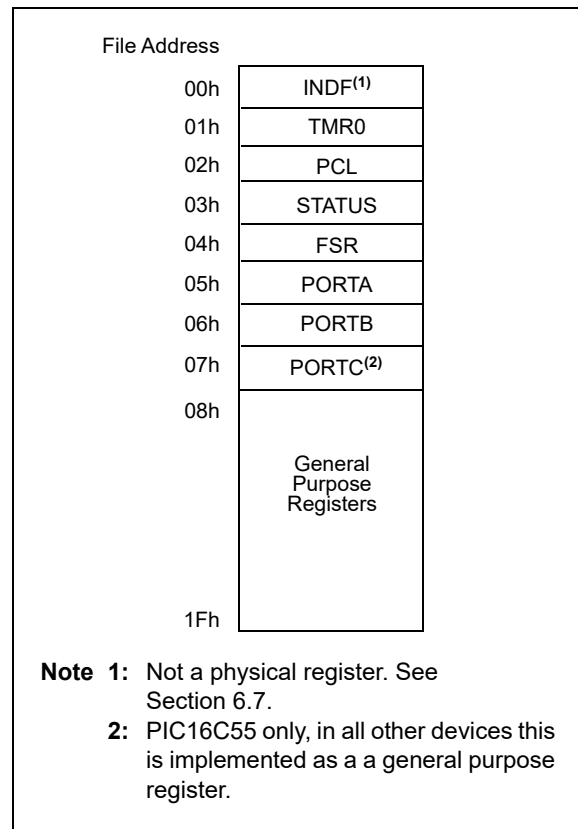 File Address
00h INDF(1)
01h TMR0
02h PCL
03h STATUS
04h FSR
05h PORTA
06h PORTB
07h PORTC(2)
08h
General
Purpose
Registers
1Fh
Note 1: Not a physical register. See
Section 6.7.
2: PIC16C55 only, in all other devices this
is implemented as a a general purpose
register.